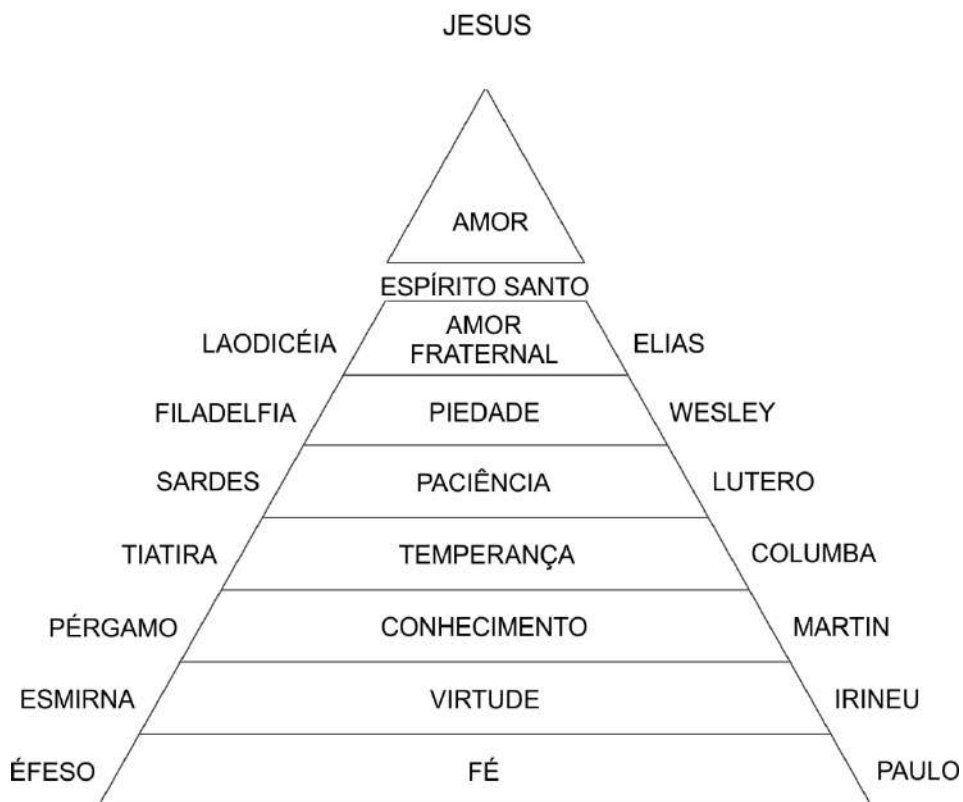 JESUS
AMOR
ESPÍRITO SANTO
LAODICÉIA
AMOR
FRATERNAL
ELIAS
FILADELFIA
PIEDADE
WESLEY
SARDES
PACIÊNCIA
LUTERO
TIATIRA
TEMPERANÇA
COLUMBA
PÉRGAMO
CONHECIMENTO
MARTIN
ESMIRNA
VIRTUDE
IRINEU
ÉFESO
FÉ
PAULO